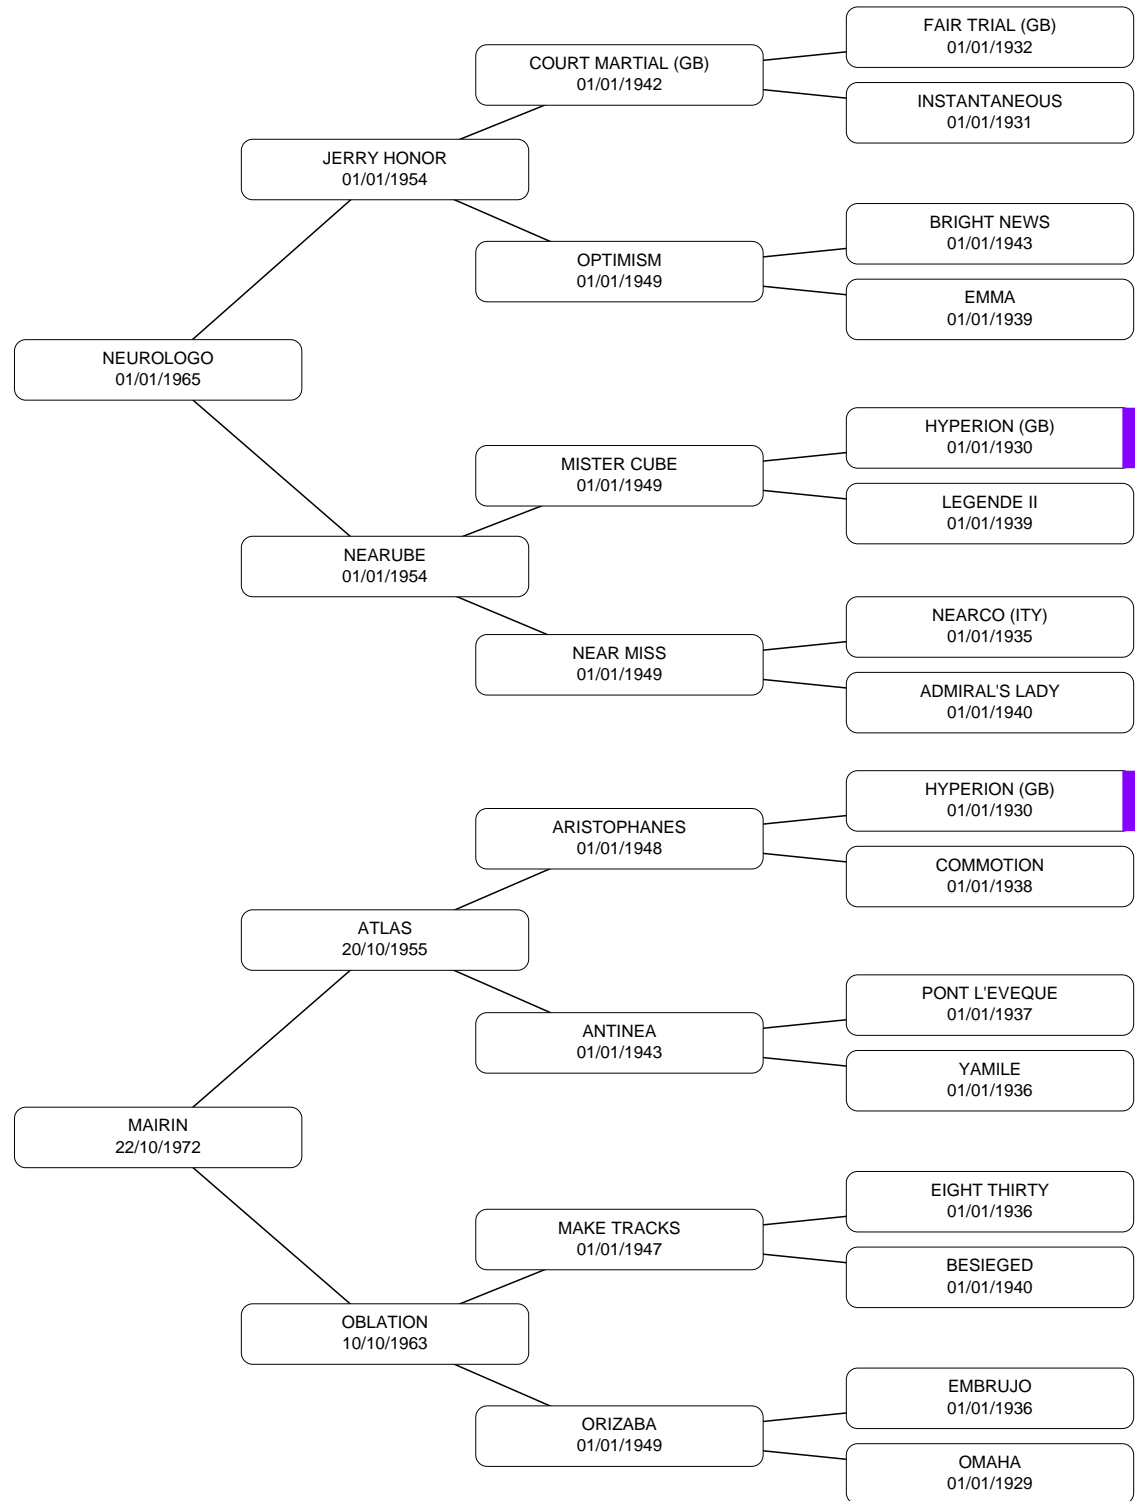 FAIR TRIAL (GB)
01/01/1932
COURT MARTIAL (GB)
01/01/1942
INSTANTANEOUS
01/01/1931
JERRY HONOR
01/01/1954
BRIGHT NEWS
01/01/1943
OPTIMISM
01/01/1949
EMMA
01/01/1939
NEUROLOGO
01/01/1965
HYPERION (GB)
01/01/1930
MISTER CUBE
01/01/1949
LEGENDE II
01/01/1939
NEARUBE
01/01/1954
NEARCO (ITY)
01/01/1935
NEAR MISS
01/01/1949
ADMIRAL'S LADY
01/01/1940
HYPERION (GB)
01/01/1930
ARISTOPHANES
01/01/1948
COMMOTION
01/01/1938
ATLAS
20/10/1955
PONT L'EVEQUE
01/01/1937
ANTINEA
01/01/1943
YAMILE
01/01/1936
MAIRIN
22/10/1972
EIGHT THIRTY
01/01/1936
MAKE TRACKS
01/01/1947
BESIEGED
01/01/1940
OBLATION
10/10/1963
EMBRUJO
01/01/1936
ORIZABA
01/01/1949
OMAHA
01/01/1929